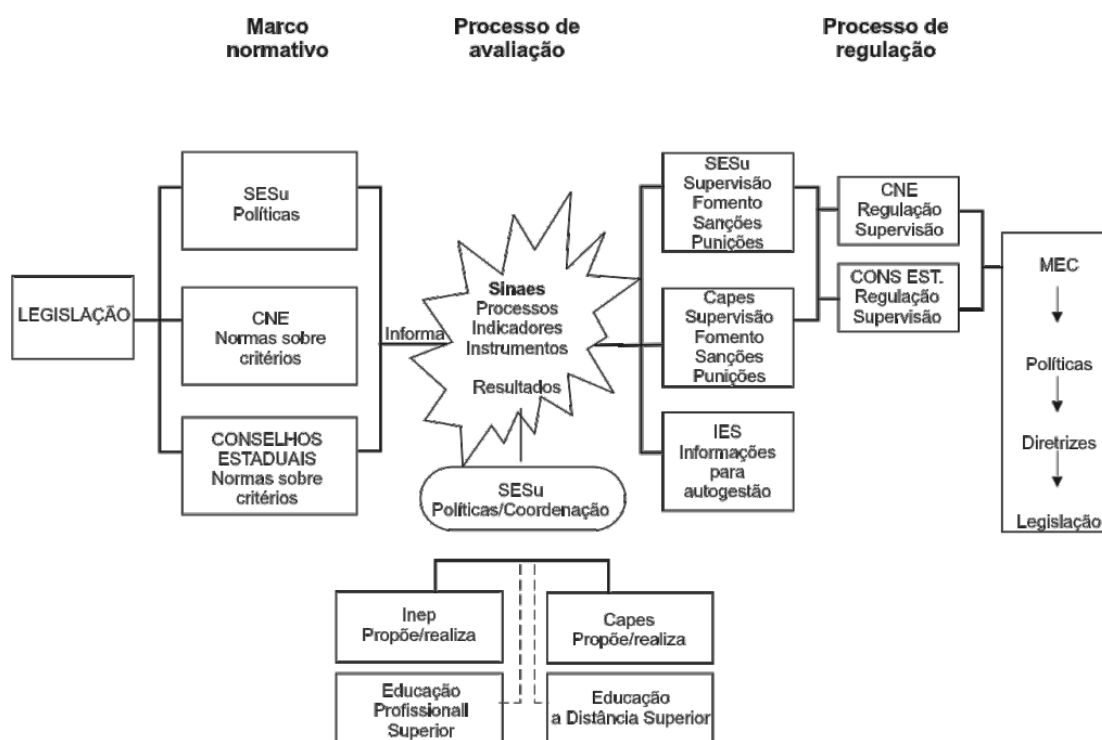 Marco
normativo
Processo de
avaliação
Processo de
regulação
LEGISLAÇÃO
SESu
Políticas
CNE
Normas sobre
critérios
CONSELHOS
ESTADUAIS
Normas sobre
critérios
Informa
Sinaes
Processos
Indicadores
Instrumentos
Resultados
SESu
Políticas/Coordenação
Inep
Propõe/realiza
Capes
Propõe/realiza
Educação
Profissionall
Superior
Educação
a Distância Superior
SESu
Supervisão
Fomento
Sanções
Punições
Capes
Supervisão
Fomento
Sanções
Punições
IES
Informações
para
autogestão
CNE
Regulação
Supervisão
CONS EST.
Regulação
Supervisão
MEC
Políticas
Diretrizes
Legislação